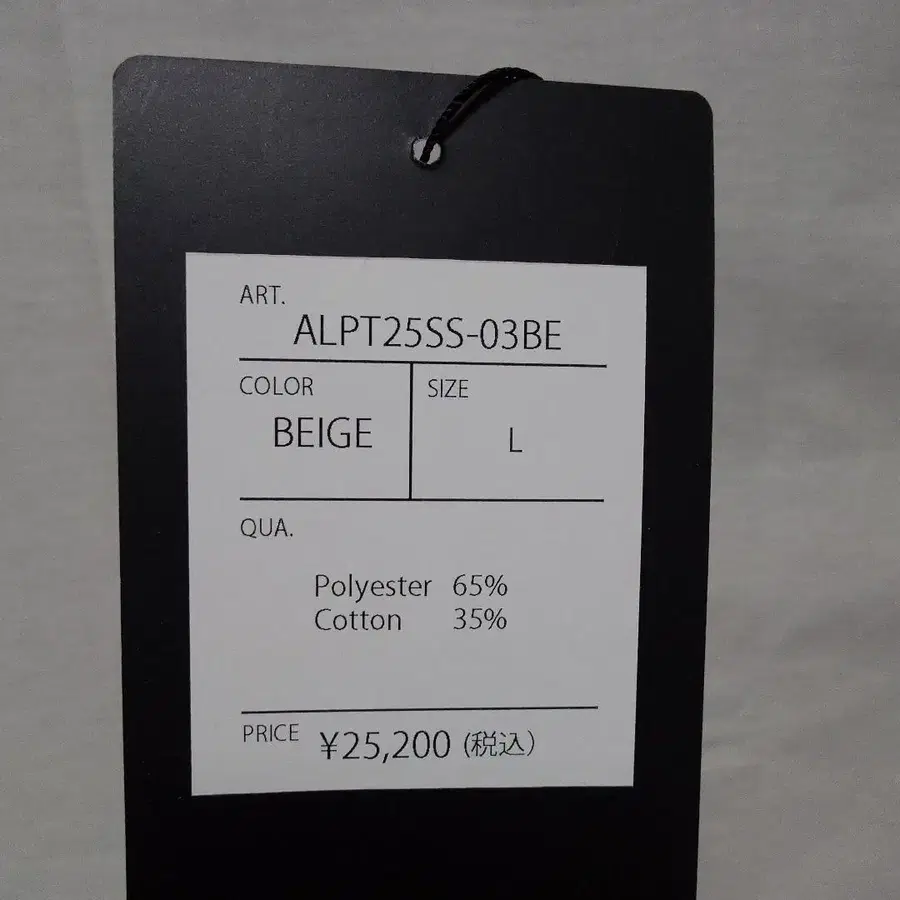 ART.
ALPT25SS-03BE
COLOR
BEIGE
SIZE
L
QUA.
Polyester 65%
Cotton 35%
PRICE ¥25,200 (税込)